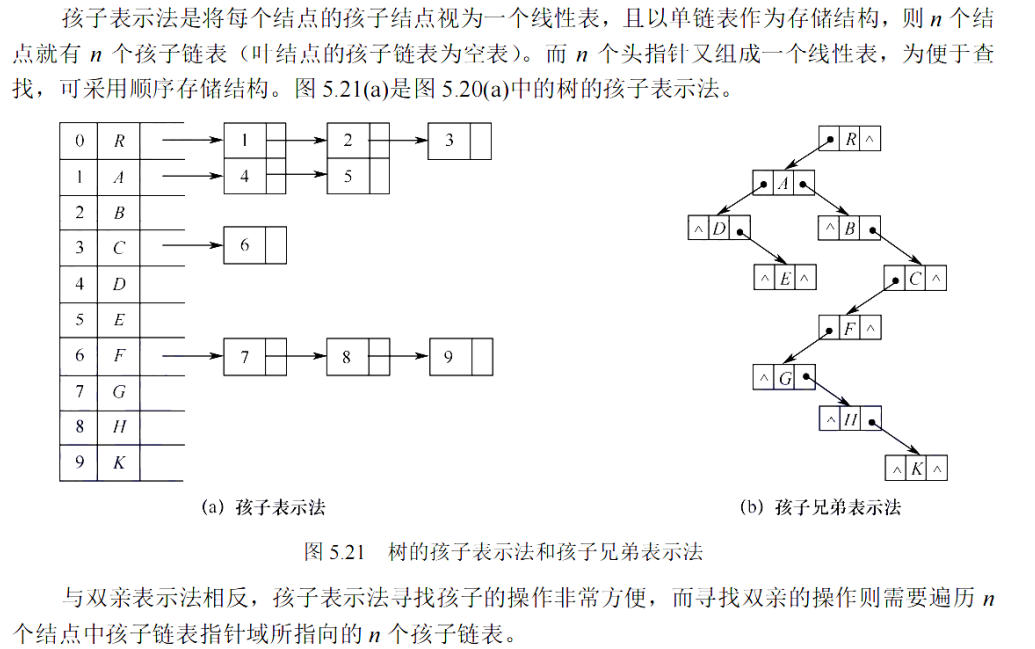 孩子表示法是将每个结点的孩子结点视为一个线性表，且以单链表作为存储结构，则 n 个结
点就有 n 个孩子链表（叶结点的孩子链表为空表）。而 n 个头指针又组成一个线性表，为便于查
找，可采用顺序存储结构。图 5.21(a)是图 5.20(a)中的树的孩子表示法。
0 R 1 2 3
1 A 4 5
2 B
3 C 6
4 D
5 E
6 F 7 8 9
7 G
8 H
9 K
R ^
A
^ D
^ B
^ E ^
C ^
F ^
^ G
^ H
^ K ^
(a) 孩子表示法
(b) 孩子兄弟表示法
图 5.21 树的孩子表示法和孩子兄弟表示法
与双亲表示法相反，孩子表示法寻找孩子的操作非常方便，而寻找双亲的操作则需要遍历 n
个结点中孩子链表指针域所指向的 n 个孩子链表。